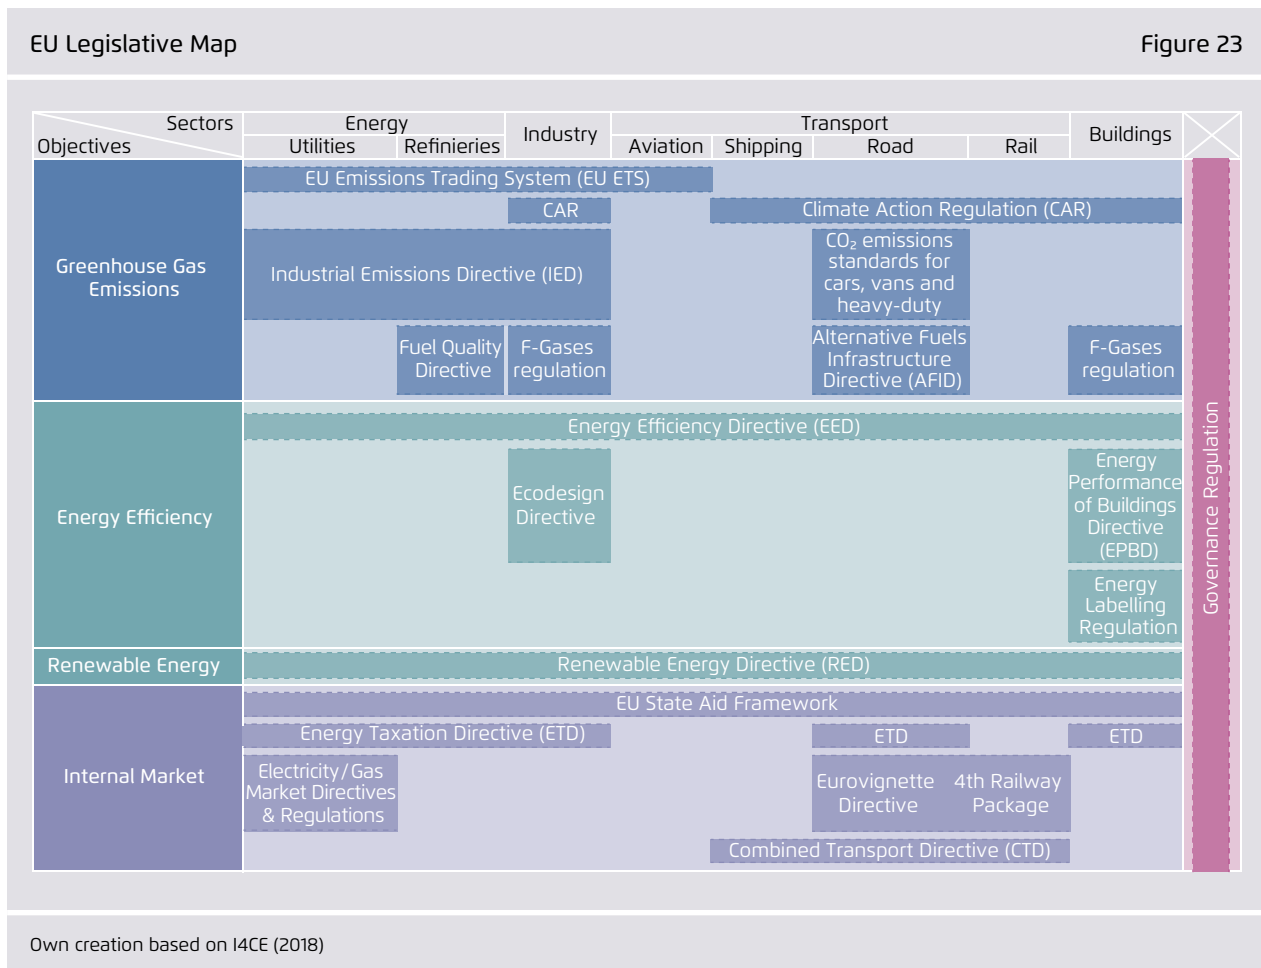 EU Legislative Map
Figure 23
Sectors
Objectives
Energy
Industry
Transport
Buildings
Utilities
Refinieries
Aviation
Shipping
Road
Rail
Greenhouse Gas
Emissions
EU Emissions Trading System (EU ETS)
CAR
Climate Action Regulation (CAR)
Industrial Emissions Directive (IED)
CO₂ emissions
standards for
cars, vans and
heavy-duty
Fuel Quality
Directive
F-Gases
regulation
Alternative Fuels
Infrastructure
Directive (AFID)
F-Gases
regulation
Energy Efficiency
Energy Efficiency Directive (EED)
Ecodesign
Directive
Energy
Performance
of Buildings
Directive
(EPBD)
Energy
Labelling
Regulation
Renewable Energy
Renewable Energy Directive (RED)
Internal Market
EU State Aid Framework
Energy Taxation Directive (ETD)
ETD
ETD
Electricity/Gas
Market Directives
& Regulations
Eurovignette
Directive
4th Railway
Package
Combined Transport Directive (CTD)
Governance Regulation
Own creation based on I4CE (2018)